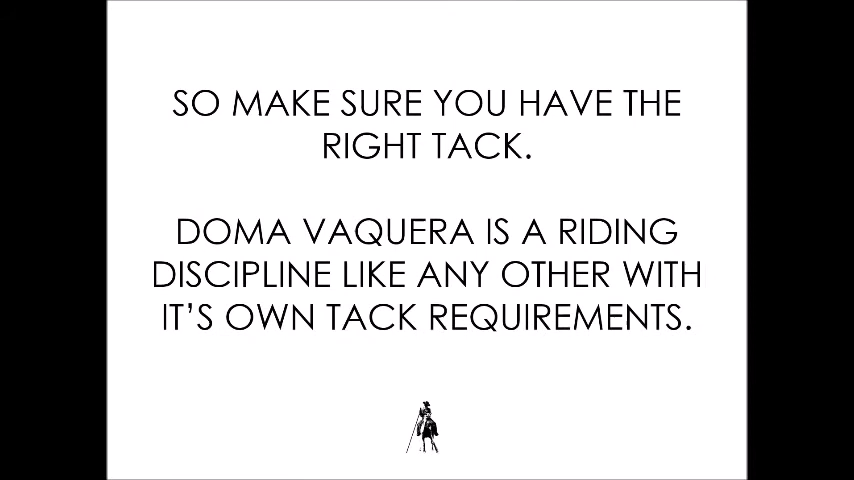 SO MAKE SURE YOU HAVE THE
RIGHT TACK.
DOMA VAQUERA IS A RIDING
DISCIPLINE LIKE ANY OTHER WITH
IT’S OWN TACK REQUIREMENTS.